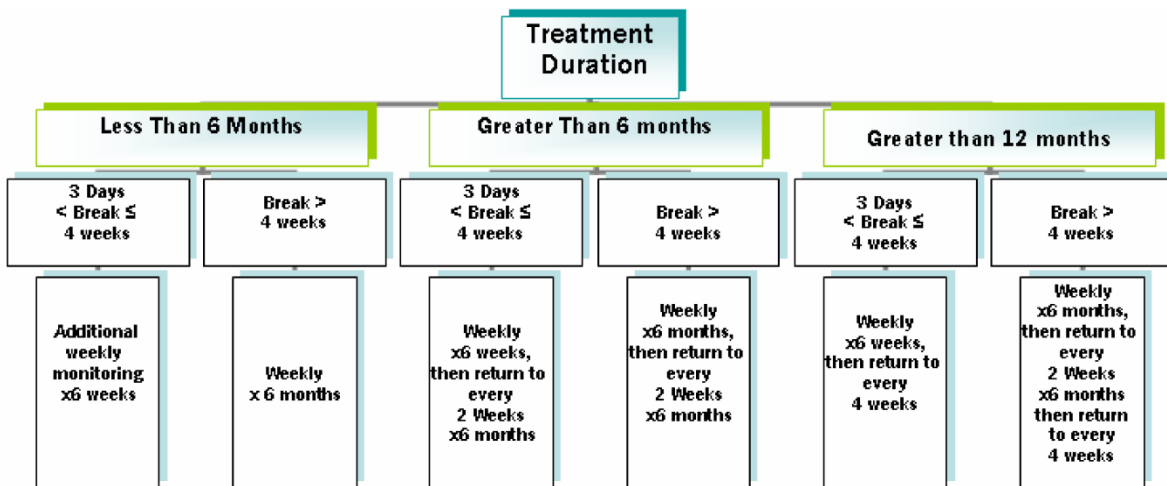 Treatment
Duration
Less Than 6 Months
Greater Than 6 months
Greater than 12 months
3 Days
< Break ≤
4 weeks
Break >
4 weeks
3 Days
< Break ≤
4 weeks
Break >
4 weeks
3 Days
< Break ≤
4 weeks
Break >
4 weeks
Additional
weekly
monitoring
x6 weeks
Weekly
x 6 months
Weekly
x6 weeks,
then return to
every
2 Weeks
x6 months
Weekly
x6 months,
then return to
every
2 Weeks
x6 months
Weekly
x6 weeks,
then return to
every
4 weeks
Weekly
x6 months,
then return to
every
2 Weeks
x6 months
then return
to every
4 weeks